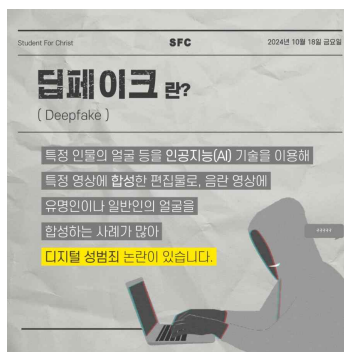 Student For Christ
SFC
2024년 10월 18일 금요일
딥페이크 란?
( Deepfake )
특정 인물의 얼굴 등을 인공지능(AI) 기술을 이용해
특정 영상에 합성한 편집물로, 음란 영상에
유명인이나 일반인의 얼굴을
합성하는 사례가 많아
디지털 성범죄 논란이 있습니다.